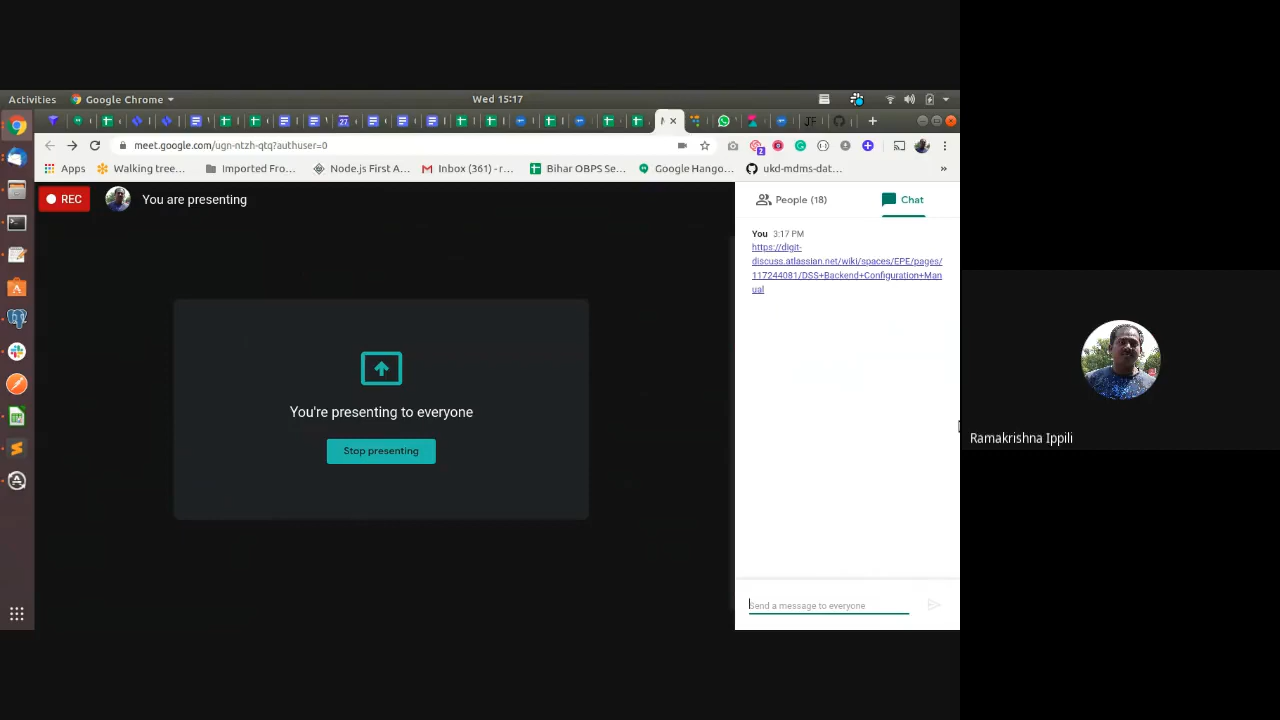 Activities
Google Chrome
Wed 15:17
27
JF
meet.google.com/ugn-ntzh-qtq?authuser=0
2
Apps
Walking tree...
Imported Fro...
Node.js First A...
Inbox (361) - r...
Bihar OBPS Se...
Google Hango...
ukd-mdms-dat...
»
REC
You are presenting
People (18)
Chat
You 3:17 PM
https://digit-
discuss.atlassian.net/wiki/spaces/EPE/pages/
117244081/DSS+Backend+Configuration+Man
ual
You're presenting to everyone
Stop presenting
Ramakrishna Ippili
Send a message to everyone